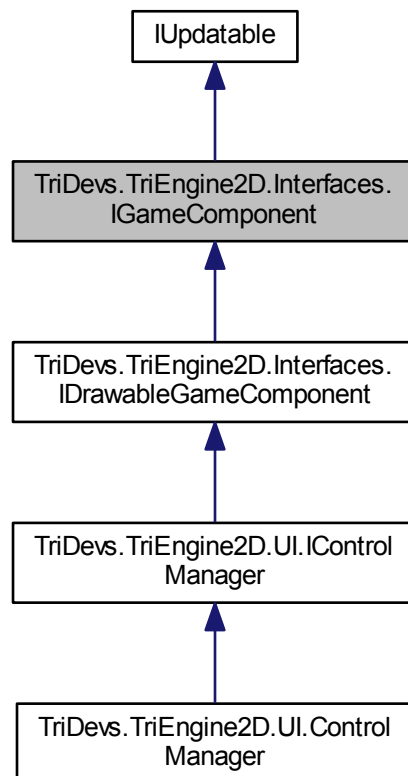 IUpdatable
TriDevs.TriEngine2D.Interfaces.
IGameComponent
TriDevs.TriEngine2D.Interfaces.
IDrawableGameComponent
TriDevs.TriEngine2D.UI.IControl
Manager
TriDevs.TriEngine2D.UI.Control
Manager